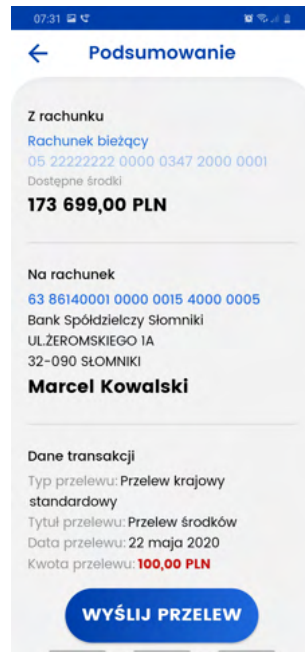 07:31
Podsumowanie
Z rachunku
Rachunek bieżący
05 22222222 0000 0347 2000 0001
Dostępne środki
173 699,00 PLN
Na rachunek
63 86140001 0000 0015 4000 0005
Bank Spółdzielczy Słomniki
UL.ŻEROMSKIEGO 1A
32-090 SŁOMNIKI
Marcel Kowalski
Dane transakcji
Typ przelewu: Przelew krajowy
standardowy
Tytuł przelewu: Przelew środków
Data przelewu: 22 maja 2020
Kwota przelewu: 100,00 PLN
WYŚLIJ PRZELEW